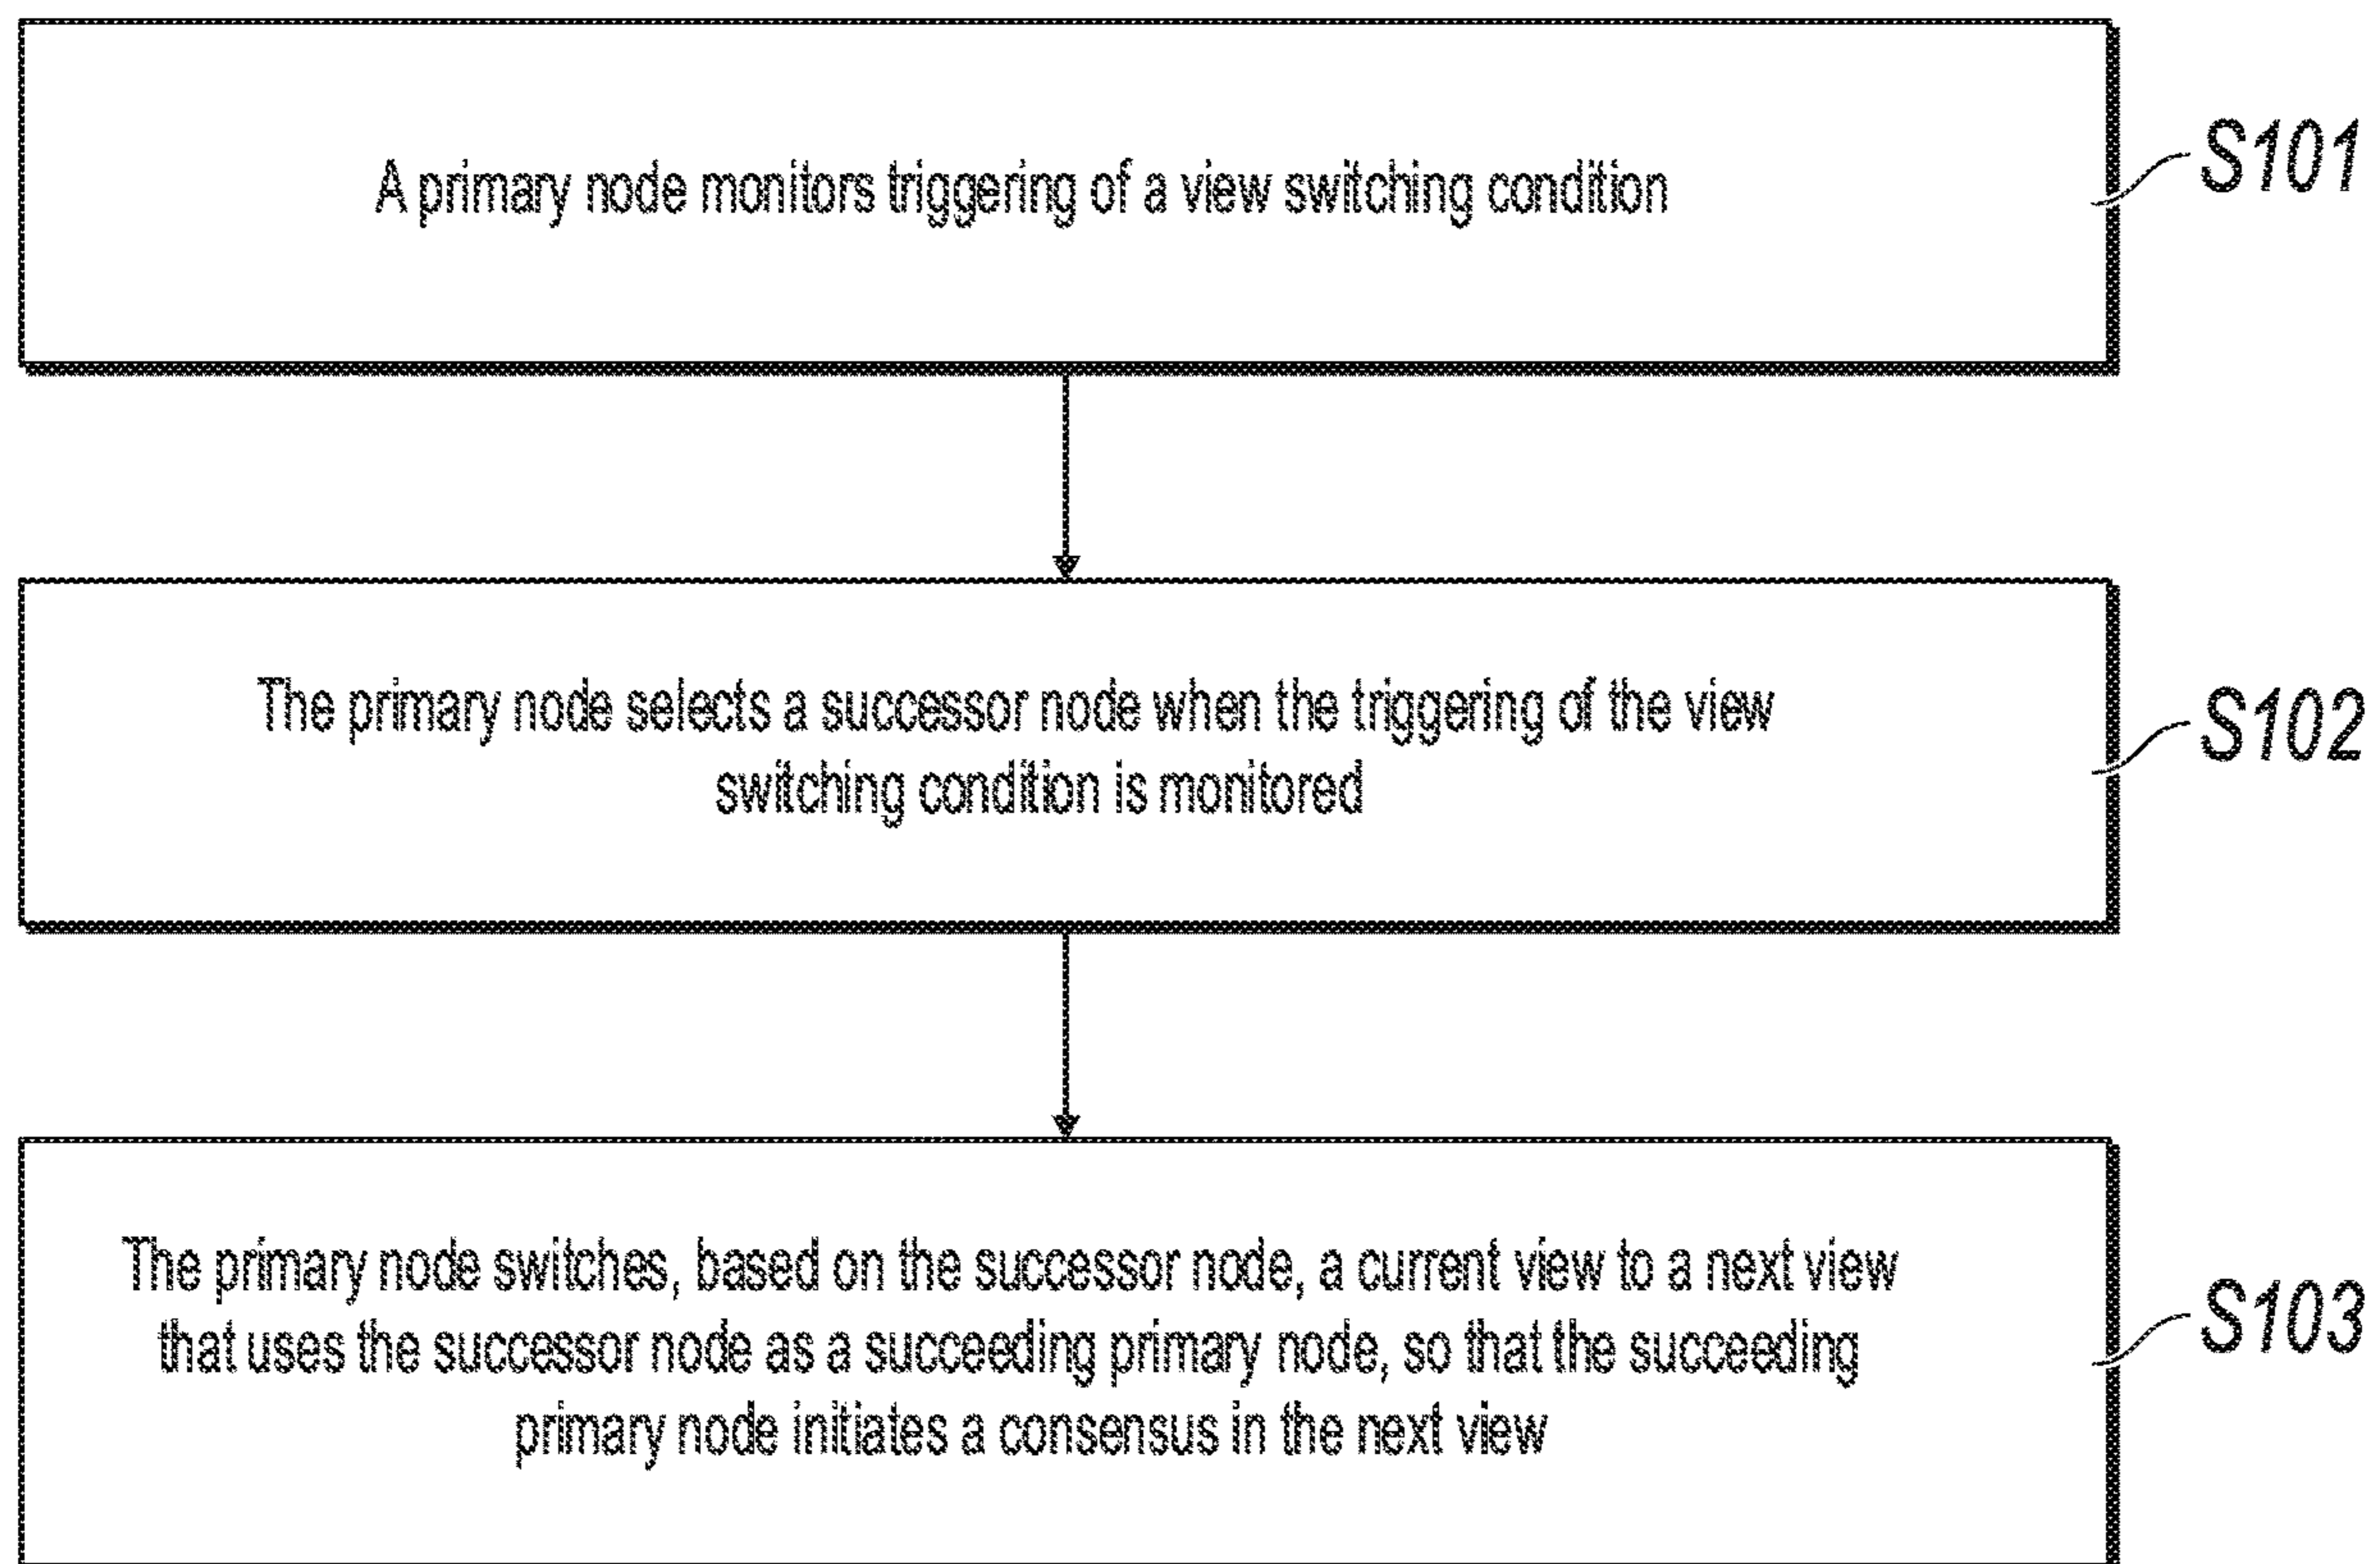 A primary node monitors triggering of a view switching condition
S101
The primary node selects a successor node when the triggering of the view
switching condition is monitored
S102
The primary node switches, based on the successor node, a current view to a next view
that uses the successor node as a succeeding primary node, so that the succeeding
primary node initiates a consensus in the next view
S103